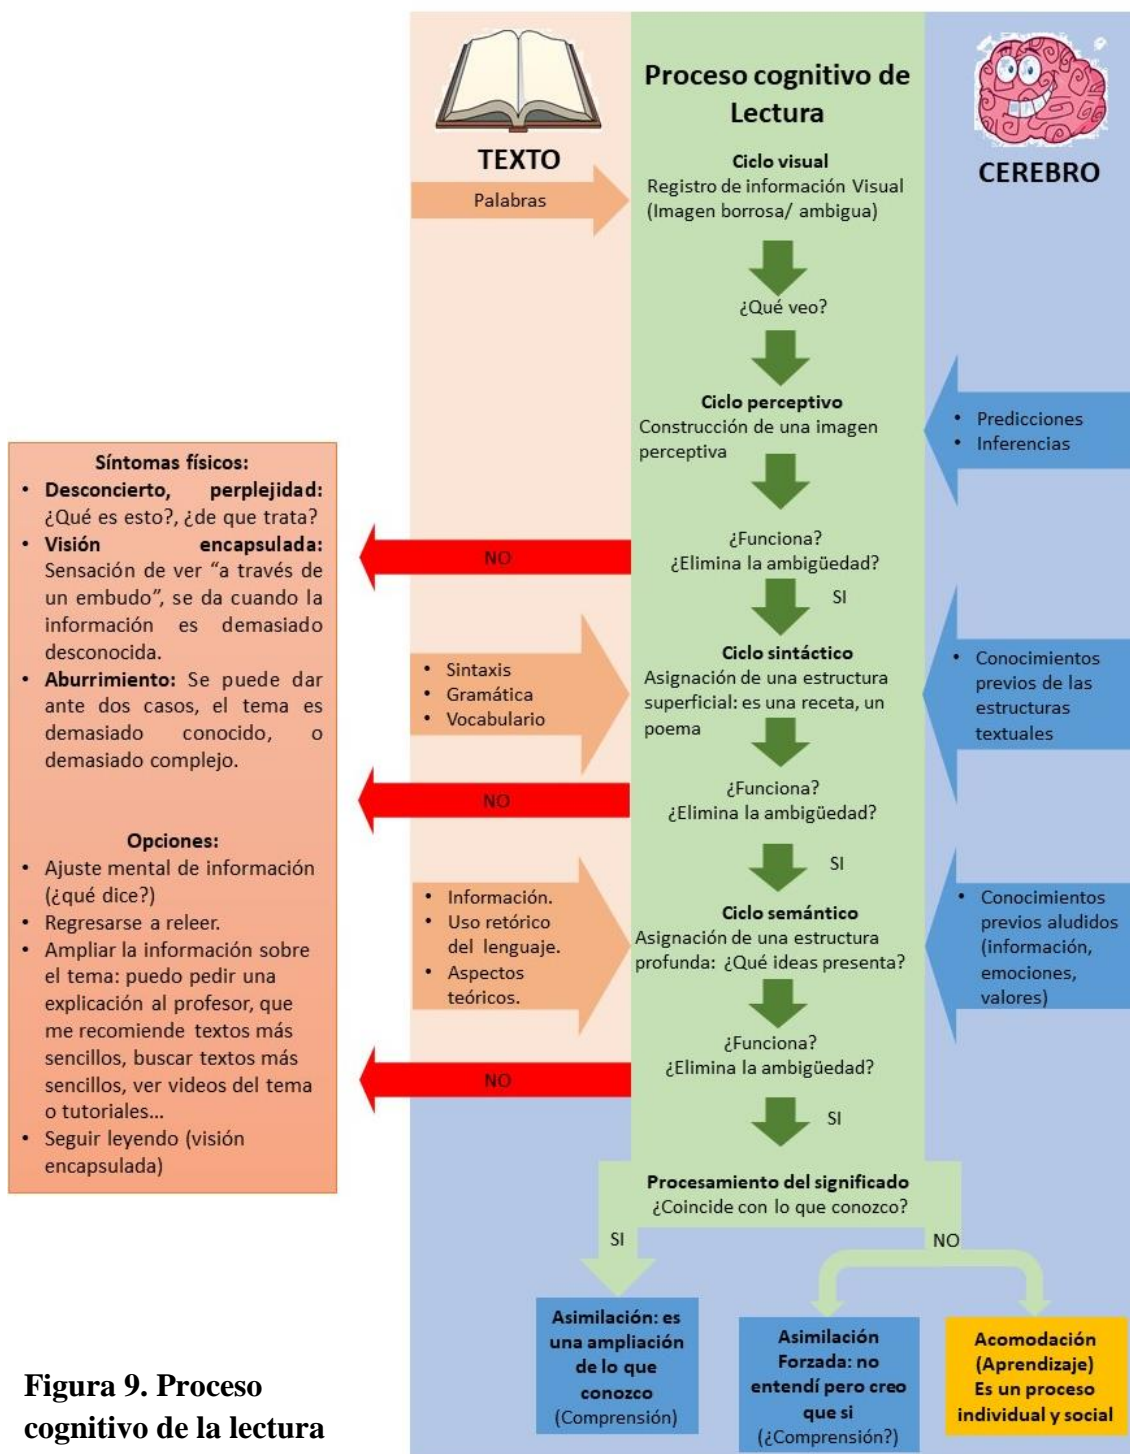 Proceso cognitivo de
Lectura
TEXTO
CEREBRO
Ciclo visual
Registro de información Visual
(Imagen borrosa/ ambigua)
Palabras
¿Qué veo?
Ciclo perceptivo
Construcción de una imagen
perceptiva
• Predicciones
• Inferencias
¿Funciona?
¿Elimina la ambigüedad?
NO
SI
Ciclo sintáctico
Asignación de una estructura
superficial: es una receta, un
poema
• Sintaxis
• Gramática
• Vocabulario
• Conocimientos
previos de las
estructuras
textuales
¿Funciona?
¿Elimina la ambigüedad?
NO
SI
Ciclo semántico
Asignación de una estructura
profunda: ¿Qué ideas presenta?
• Información.
• Uso retórico
del lenguaje.
• Aspectos
teóricos.
• Conocimientos
previos aludidos
(información,
emociones,
valores)
¿Funciona?
¿Elimina la ambigüedad?
NO
SI
Procesamiento del significado
¿Coincide con lo que conozco?
SI
NO
Asimilación: es
una ampliación
de lo que
conozco
(Comprensión)
Asimilación
Forzada: no
entendí pero creo
que si
(¿Comprensión?)
Acomodación
(Aprendizaje)
Es un proceso
individual y social
Síntomas físicos:
• Desconcierto, perplejidad:
¿Qué es esto?, ¿de que trata?
• Visión encapsulada:
Sensación de ver “a través de
un embudo”, se da cuando la
información es demasiado
desconocida.
• Aburrimiento: Se puede dar
ante dos casos, el tema es
demasiado conocido, o
demasiado complejo.
Opciones:
• Ajuste mental de información
(¿qué dice?)
• Regresarse a releer.
• Ampliar la información sobre
el tema: puedo pedir una
explicación al profesor, que
me recomiende textos más
sencillos, buscar textos más
sencillos, ver videos del tema
o tutoriales...
• Seguir leyendo (visión
encapsulada)
Figura 9. Proceso
cognitivo de la lectura